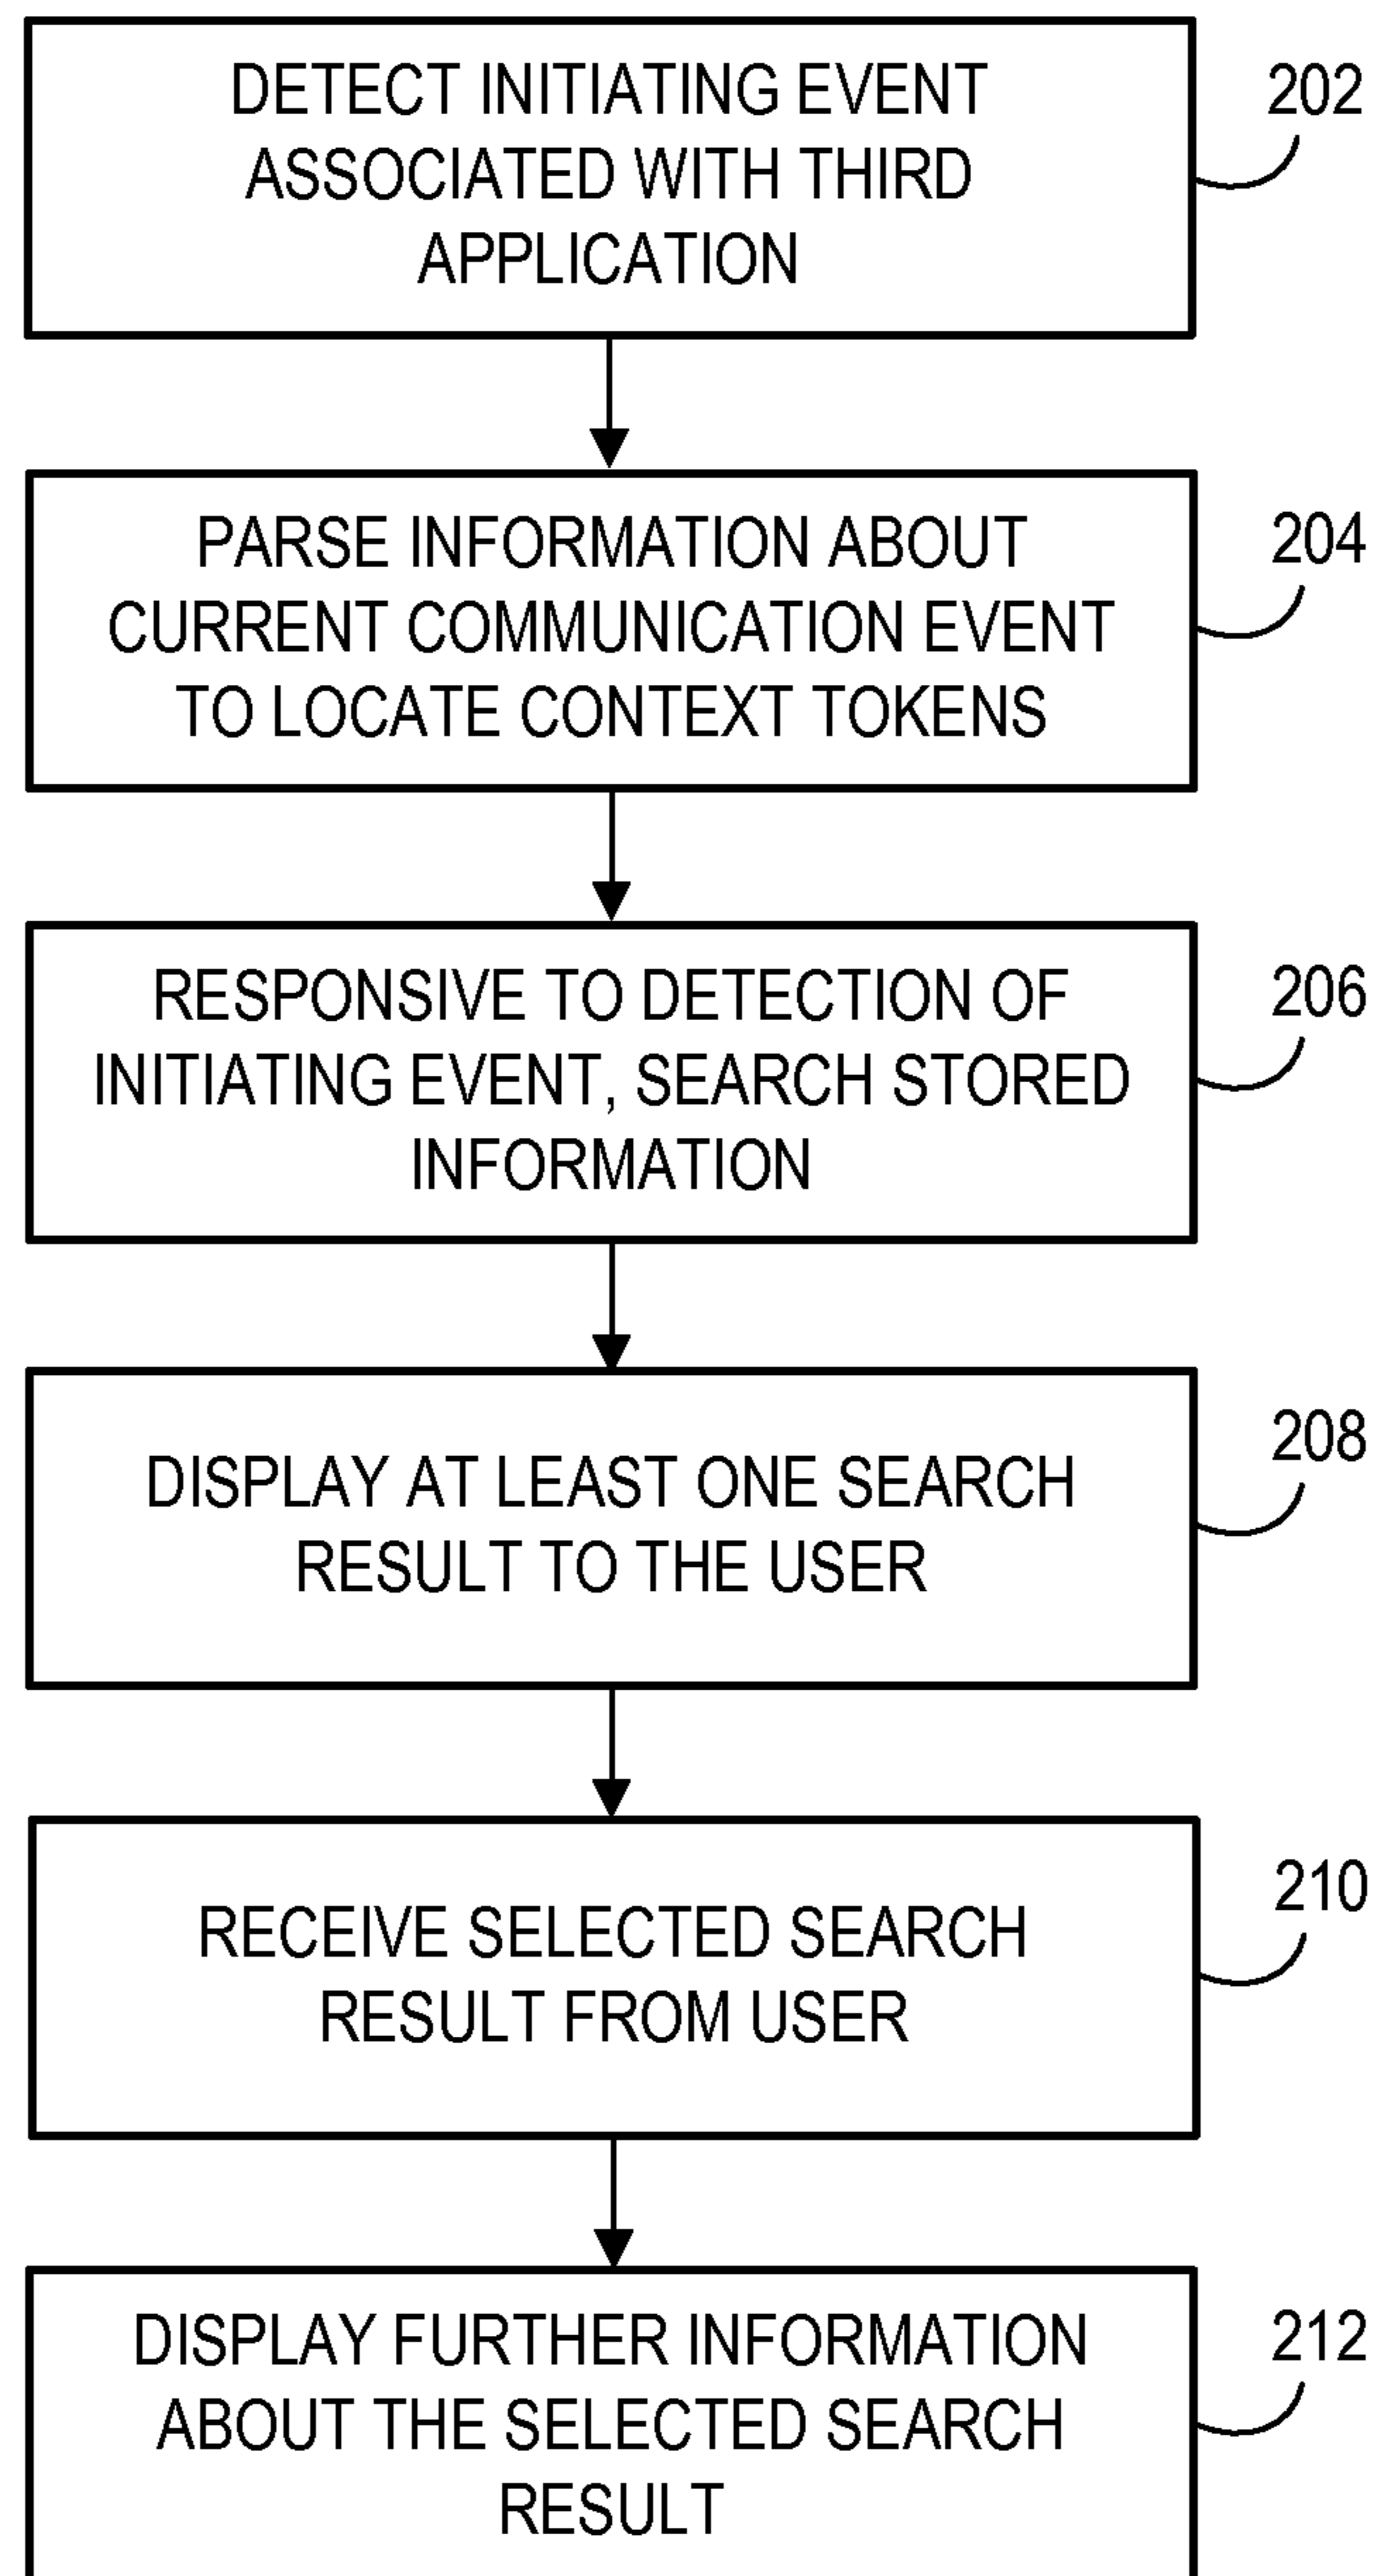 DETECT INITIATING EVENT
ASSOCIATED WITH THIRD
APPLICATION
202
PARSE INFORMATION ABOUT
CURRENT COMMUNICATION EVENT
TO LOCATE CONTEXT TOKENS
204
RESPONSIVE TO DETECTION OF
INITIATING EVENT, SEARCH STORED
INFORMATION
206
DISPLAY AT LEAST ONE SEARCH
RESULT TO THE USER
208
RECEIVE SELECTED SEARCH
RESULT FROM USER
210
DISPLAY FURTHER INFORMATION
ABOUT THE SELECTED SEARCH
RESULT
212